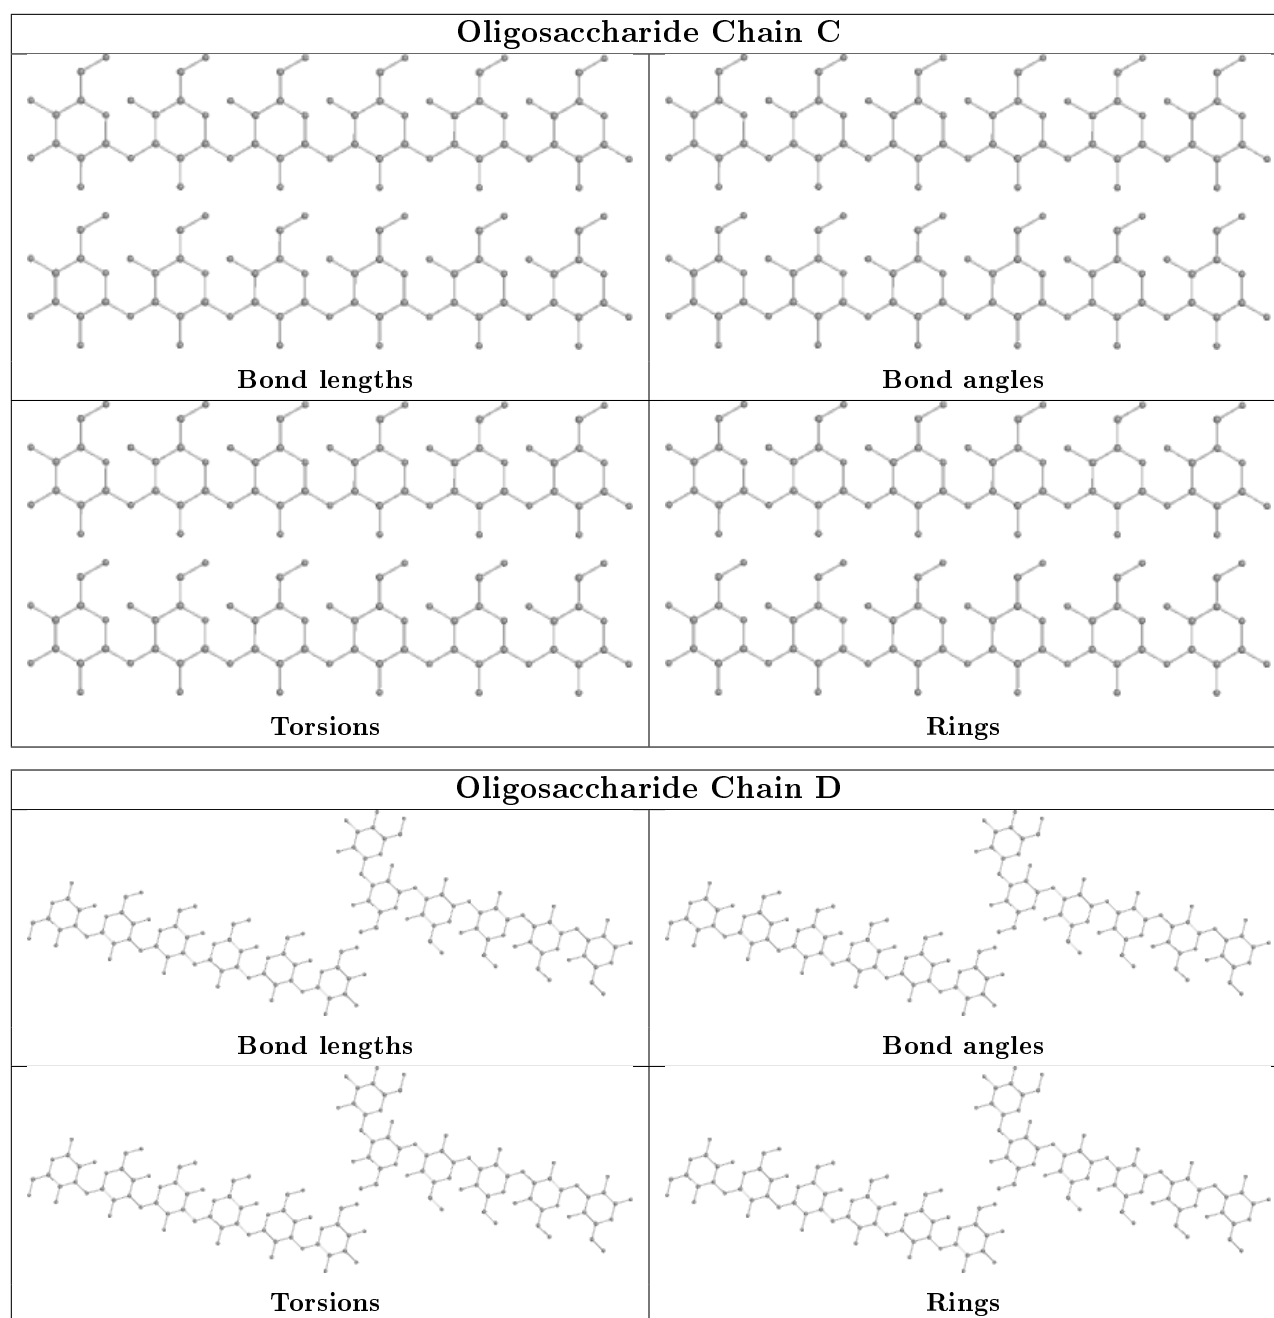 Oligosaccharide Chain C
Bond lengths
Bond angles
Torsions
Rings
Oligosaccharide Chain D
Bond lengths
Bond angles
Torsions
Rings